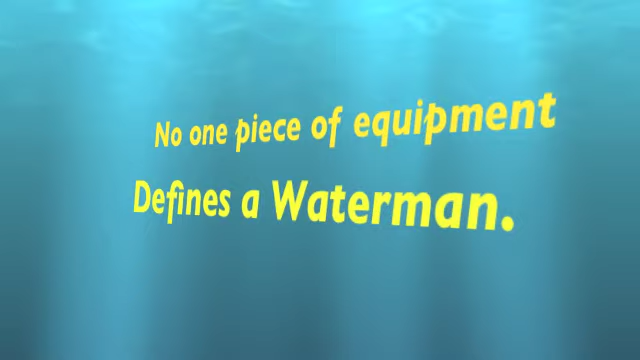 No one piece of equipment
Defines a Waterman.